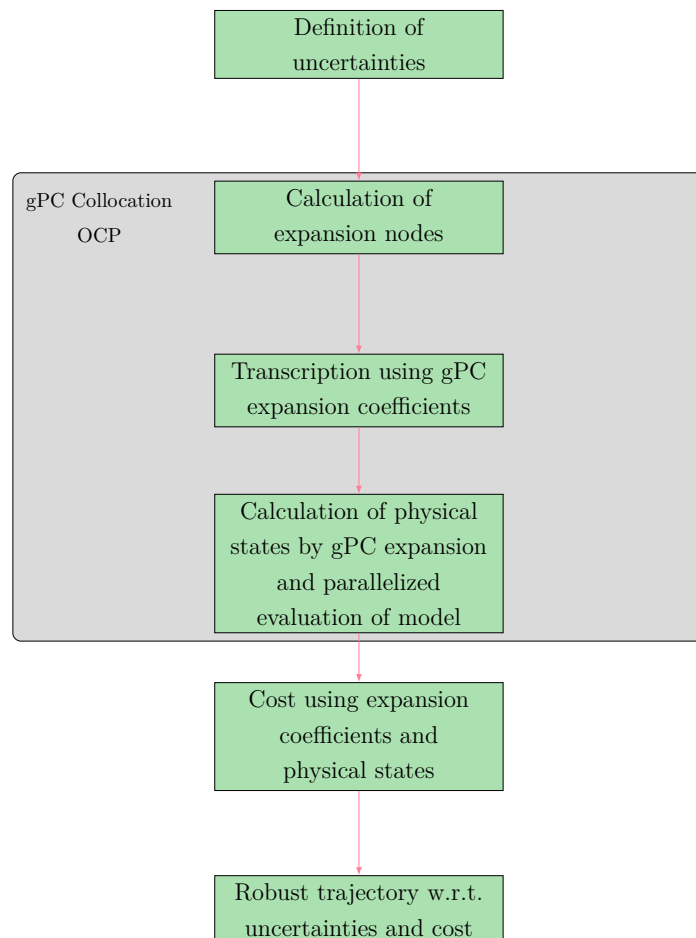 Definition of
uncertainties
gPC Collocation
OCP
Calculation of
expansion nodes
Transcription using gPC
expansion coefficients
Calculation of physical
states by gPC expansion
and parallelized
evaluation of model
Cost using expansion
coefficients and
physical states
Robust trajectory w.r.t.
uncertainties and cost